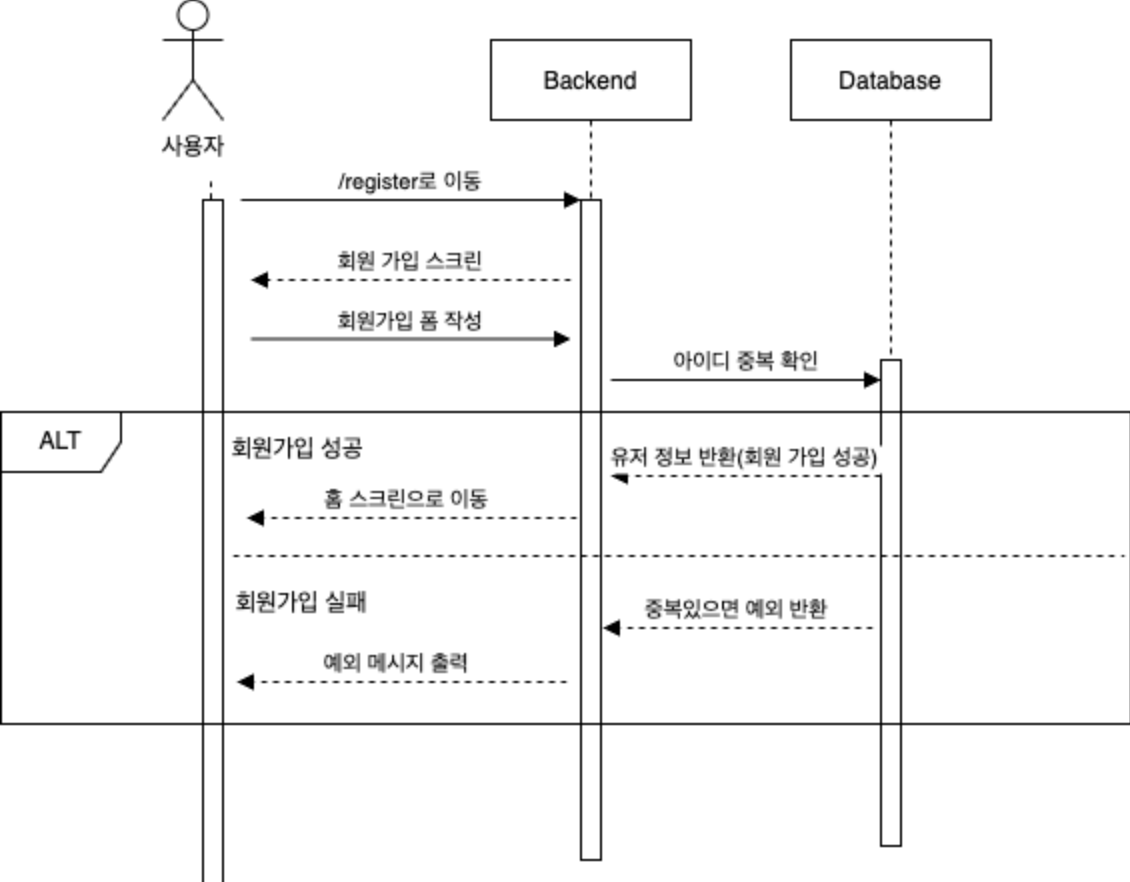 사용자
Backend
Database
/register로 이동
회원 가입 스크린
회원가입 폼 작성
아이디 중복 확인
ALT
회원가입 성공
유저 정보 반환(회원 가입 성공)
홈 스크린으로 이동
회원가입 실패
중복있으면 예외 반환
예외 메시지 출력